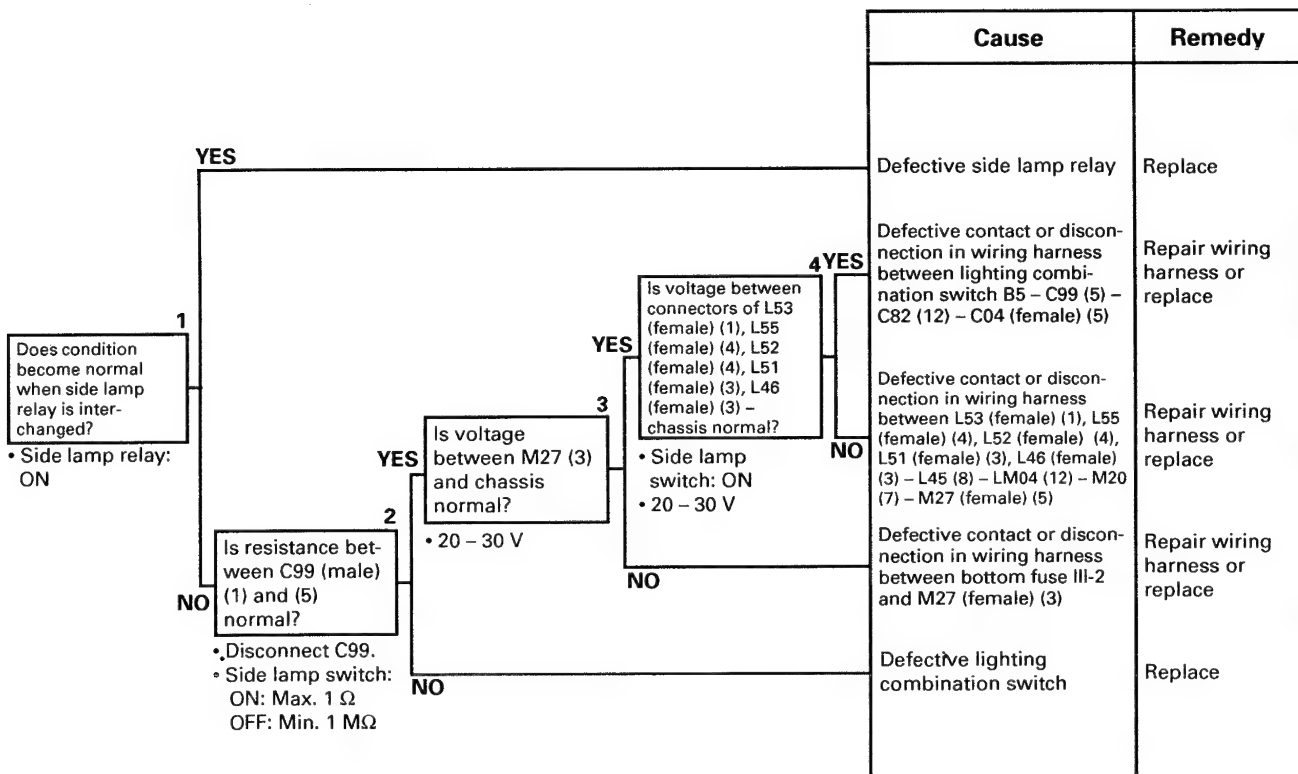 Cause
Remedy
YES
Defective side lamp relay
Replace
1
Does condition
become normal
when side lamp
relay is inter-
changed?
• Side lamp relay:
ON
NO
2
Is resistance bet-
ween C99 (male)
(1) and (5)
normal?
• Disconnect C99.
• Side lamp switch:
ON: Max. 1 Ω
OFF: Min. 1 MΩ
YES
3
Is voltage
between M27 (3)
and chassis
normal?
• 20 – 30 V
YES
4
Is voltage between
connectors of L53
(female) (1), L55
(female) (4), L52
(female) (4), L51
(female) (3), L46
(female) (3) –
chassis normal?
• Side lamp
switch: ON
• 20 – 30 V
YES
Defective contact or discon-
nection in wiring harness
between lighting combi-
nation switch B5 – C99 (5) –
C82 (12) – C04 (female) (5)
Repair wiring
harness or
replace
NO
Defective contact or discon-
nection in wiring harness
between L53 (female) (1), L55
(female) (4), L52 (female) (4),
L51 (female) (3), L46 (female)
(3) – L45 (8) – LM04 (12) – M20
(7) – M27 (female) (5)
Repair wiring
harness or
replace
NO
Defective contact or discon-
nection in wiring harness
between bottom fuse III-2
and M27 (female) (3)
Repair wiring
harness or
replace
NO
Defective lighting
combination switch
Replace